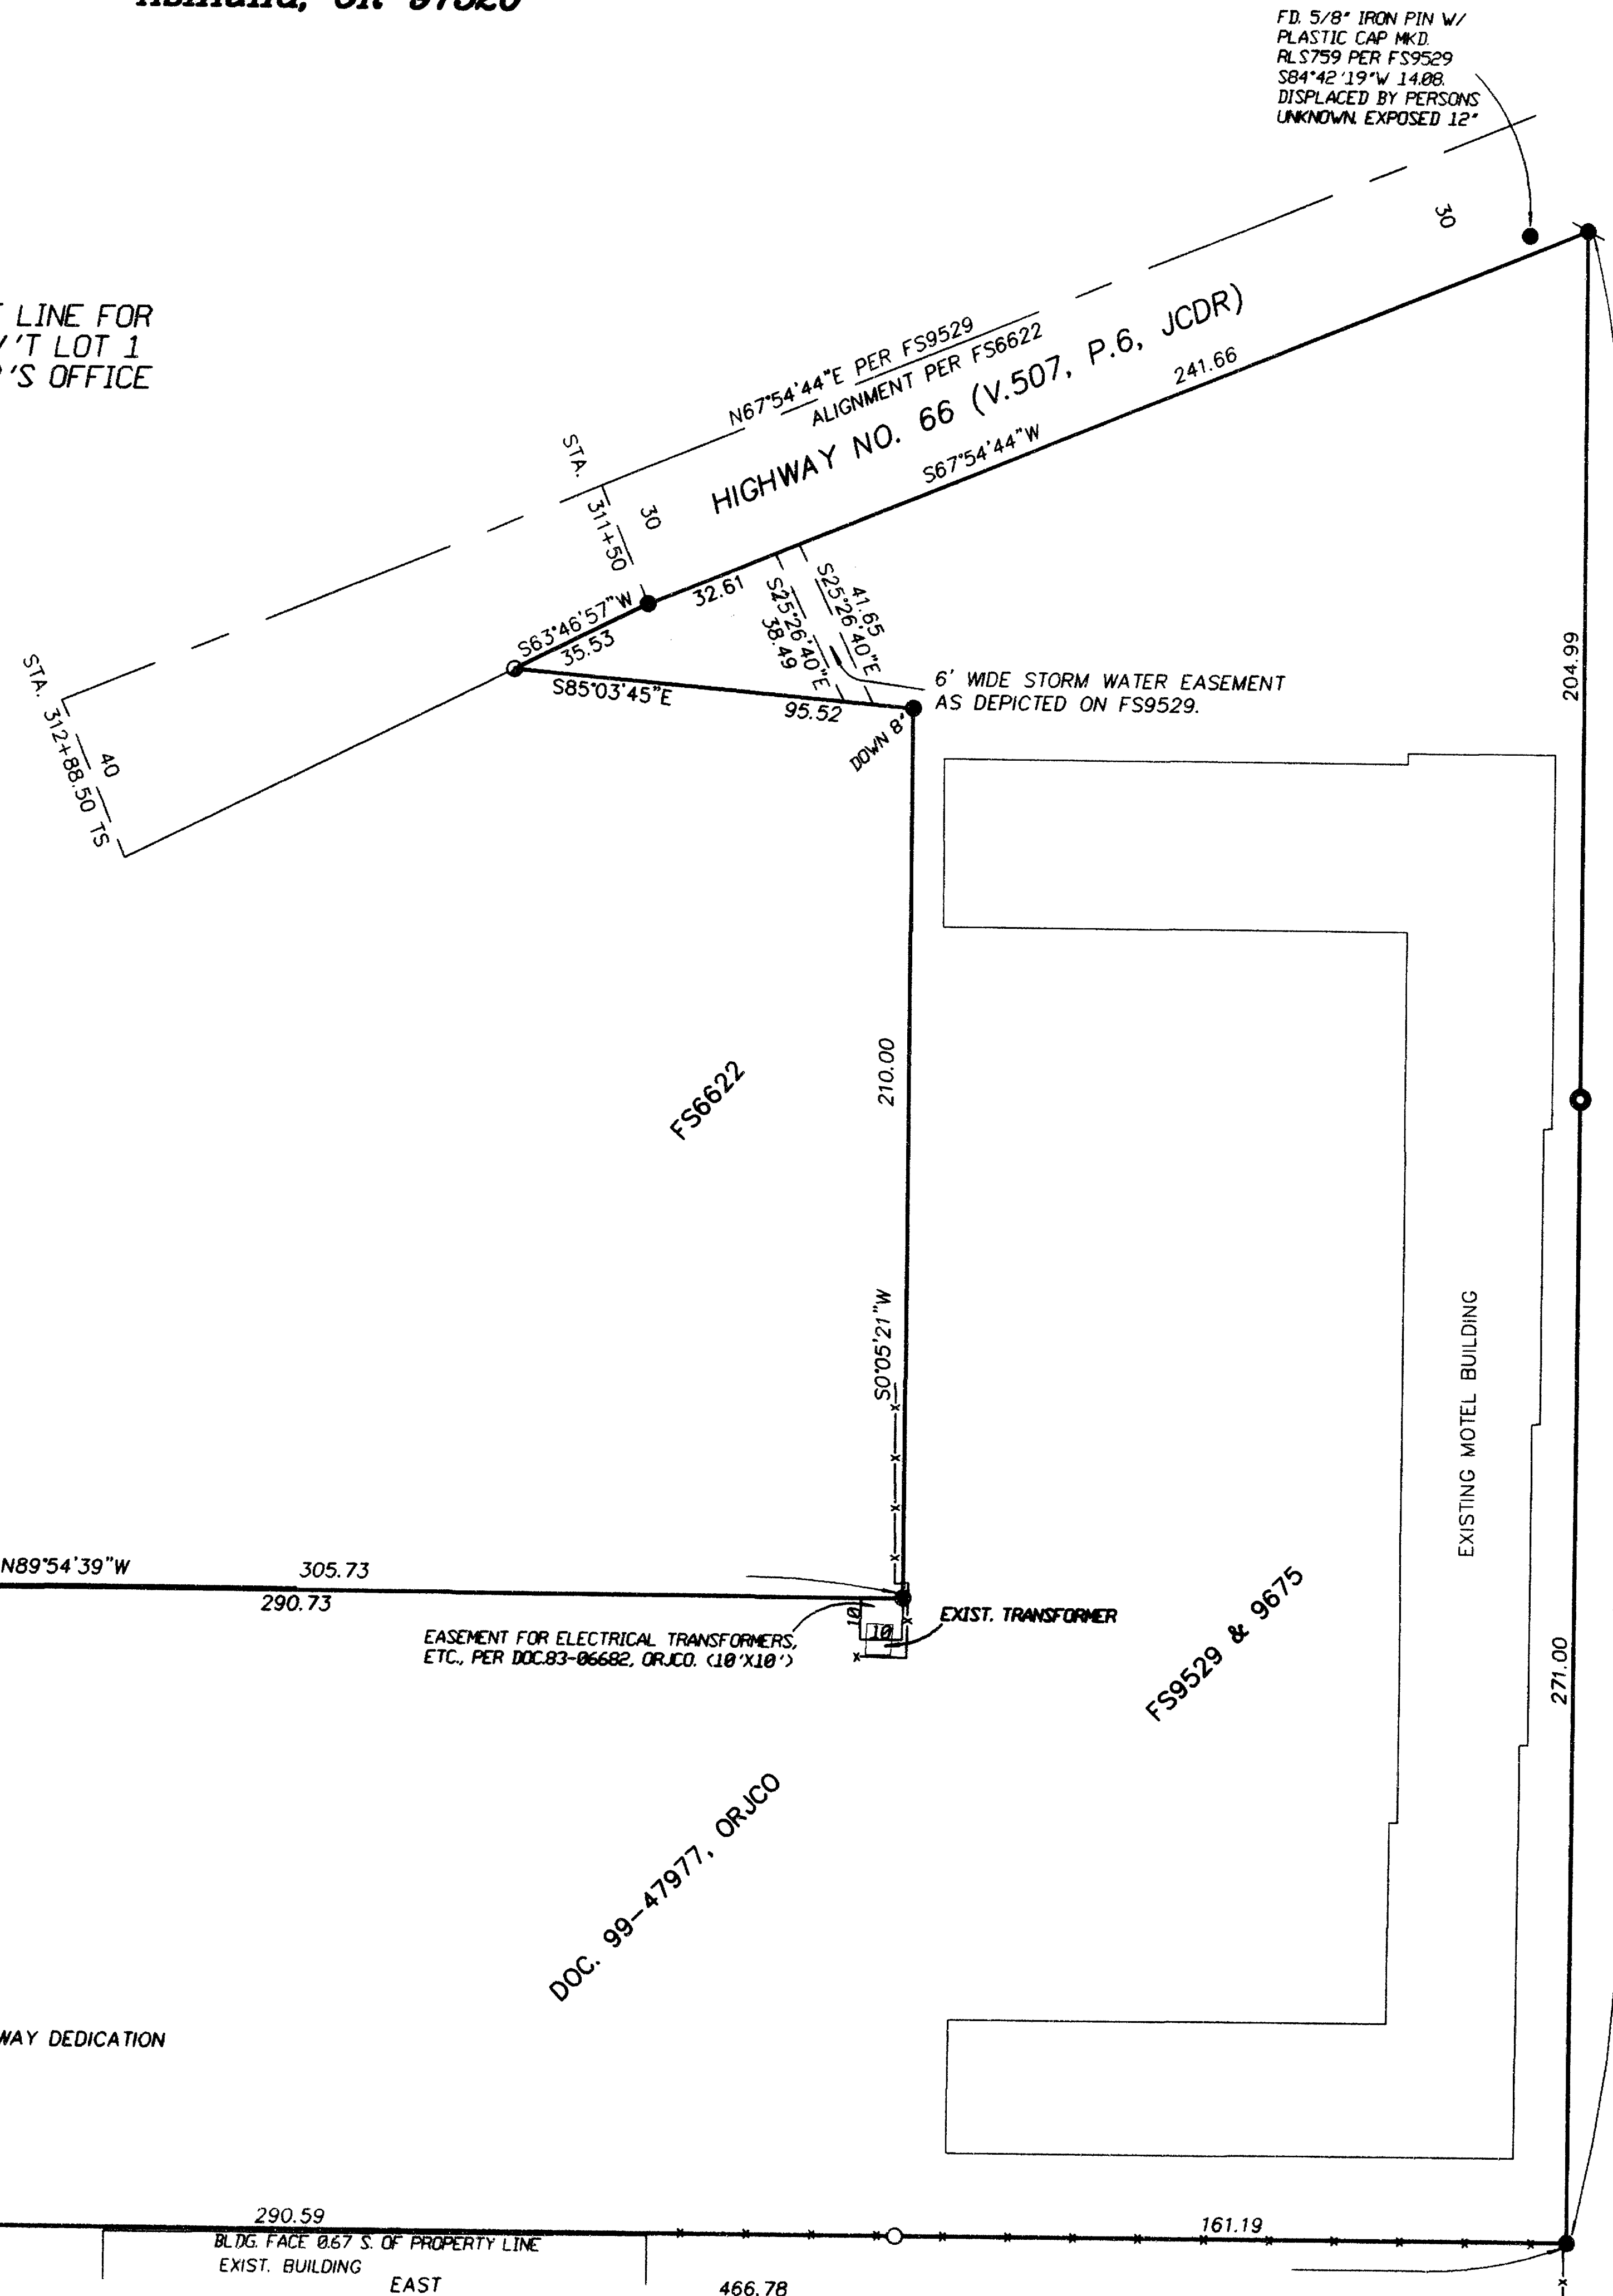 Ashland, OR 97520
FD. 5/8" IRON PIN W/
PLASTIC CAP MKD.
RLS759 PER FS9529
S84°42'19"W 14.08.
DISPLACED BY PERSONS
UNKNOWN. EXPOSED 12"
30
LINE FOR
'T LOT 1
'S OFFICE
N67°54'44"E PER FS9529
ALIGNMENT PER FS6622
HIGHWAY NO. 66 (V.507, P.6, JCDR)
241.66
S67°54'44"W
STA.
311+50
30
32.61
S63°46'57"W
35.53
S25°26'40"E
38.49
41.65
S25°26'40"E
S85°03'45"E
95.52
6' WIDE STORM WATER EASEMENT
AS DEPICTED ON FS9529.
DOWN 8"
STA. 312+88.50 TS
40
204.99
210.00
FS6622
S0°05'21"W
EXISTING MOTEL BUILDING
N89°54'39"W
305.73
290.73
10
10
EXIST. TRANSFORMER
EASEMENT FOR ELECTRICAL TRANSFORMERS,
ETC., PER DOC.83-06682, ORJCO. (10'X10')
FS9529 & 9675
271.00
DOC. 99-47977, ORJCO
WAY DEDICATION
290.59
161.19
BLDG. FACE 0.67 S. OF PROPERTY LINE
EXIST. BUILDING
EAST
466.78